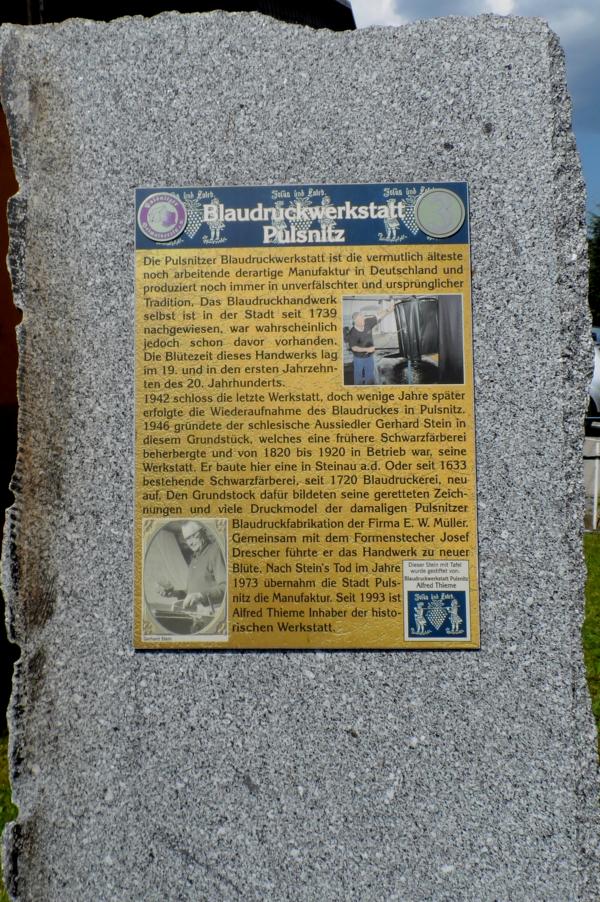 Blaudruckwerkstatt
Pulsnitz
3
Die Pulsnitzer Blaudruckwerkstatt ist die vermutlich älteste
noch arbeitende derartige Manufaktur in Deutschland und
produziert noch immer in unverfälschter und ursprünglicher
Tradition. Das Blaudruckhandwerk
selbst ist in der Stadt seit 1739
nachgewiesen, war wahrscheinlich
jedoch schon davor vorhanden.
Die Blütezeit dieses Handwerks lag
im 19. und in den ersten Jahrzehn-
ten des 20. Jahrhunderts.
1942 schloss die letzte Werkstatt, doch wenige Jahre später
erfolgte die Wiederaufnahme des Blaudruckes in Pulsnitz.
1946 gründete der schlesische Aussiedler Gerhard Stein in
diesem Grundstück, welches eine frühere Schwarzfärberei
beherbergte und von 1820 bis 1920 in Betrieb war, seine
Werkstatt. Er baute hier eine in Steinau a.d. Oder seit 1633
bestehende Schwarzfärberei, seit 1720 Blaudruckerei, neu
auf. Den Grundstock dafür bildeten seine geretteten Zeich-
nungen und viele Druckmodel der damaligen Pulsnitzer
Blaudruckfabrikation der Firma E. W. Müller.
Gemeinsam mit dem Formenstecher Josef
Drescher führte er das Handwerk zu neuer
Blüte. Nach Stein's Tod im Jahre
1973 übernahm die Stadt Puls-
nitz die Manufaktur. Seit 1993 ist
Alfred Thieme Inhaber der histo-
rischen Werkstatt.
Gerhard Stein
Dieser Stein mit Tafel
wurde gestiftet von:
Blaudruckwerkstatt Pulsnitz
Alfred Thieme